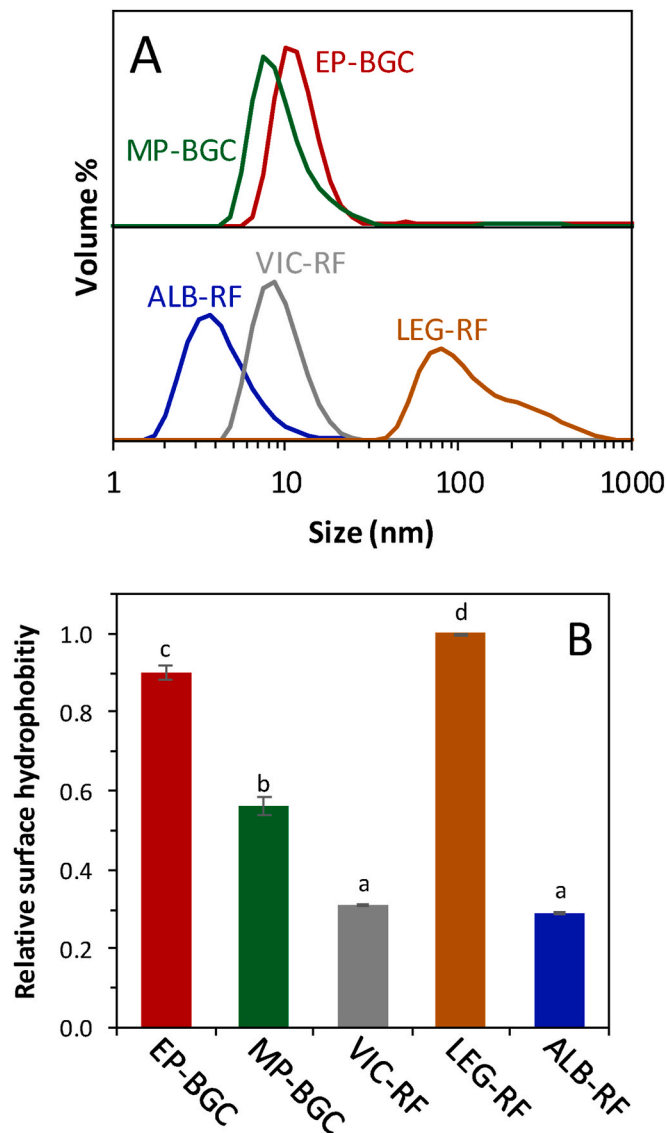 A
EP-BGC
MP-BGC
Volume %
VIC-RF
ALB-RF
LEG-RF
1 10 100 1000
Size (nm)
B
Relative surface hydrophobitiy
1.0
0.8
0.6
0.4
0.2
0.0
c
b
a
d
a
EP-BGC
MP-BGC
VIC-RF
LEG-RF
ALB-RF